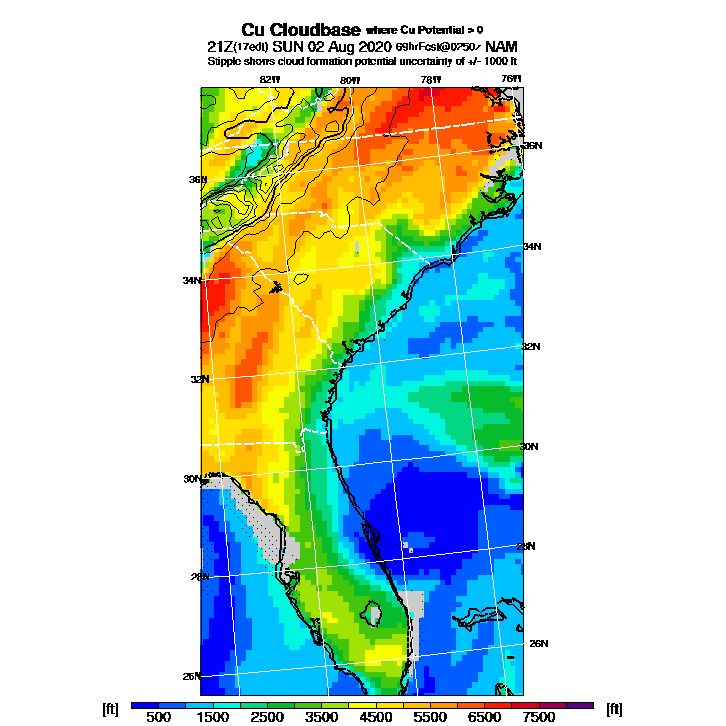 Cu Cloudbase where Cu Potential > 0
21Z(17edt) SUN 02 Aug 2020 69hrFcst@0750z NAM
Stipple shows cloud formation potential uncertainty of +/- 1000 ft
82W 80W 78W 76W
36N
36N
34N
34N
32N
32N
30N
30N
28N
28N
26N
26N
[ft] 500 1500 2500 3500 4500 5500 6500 7500 [ft]